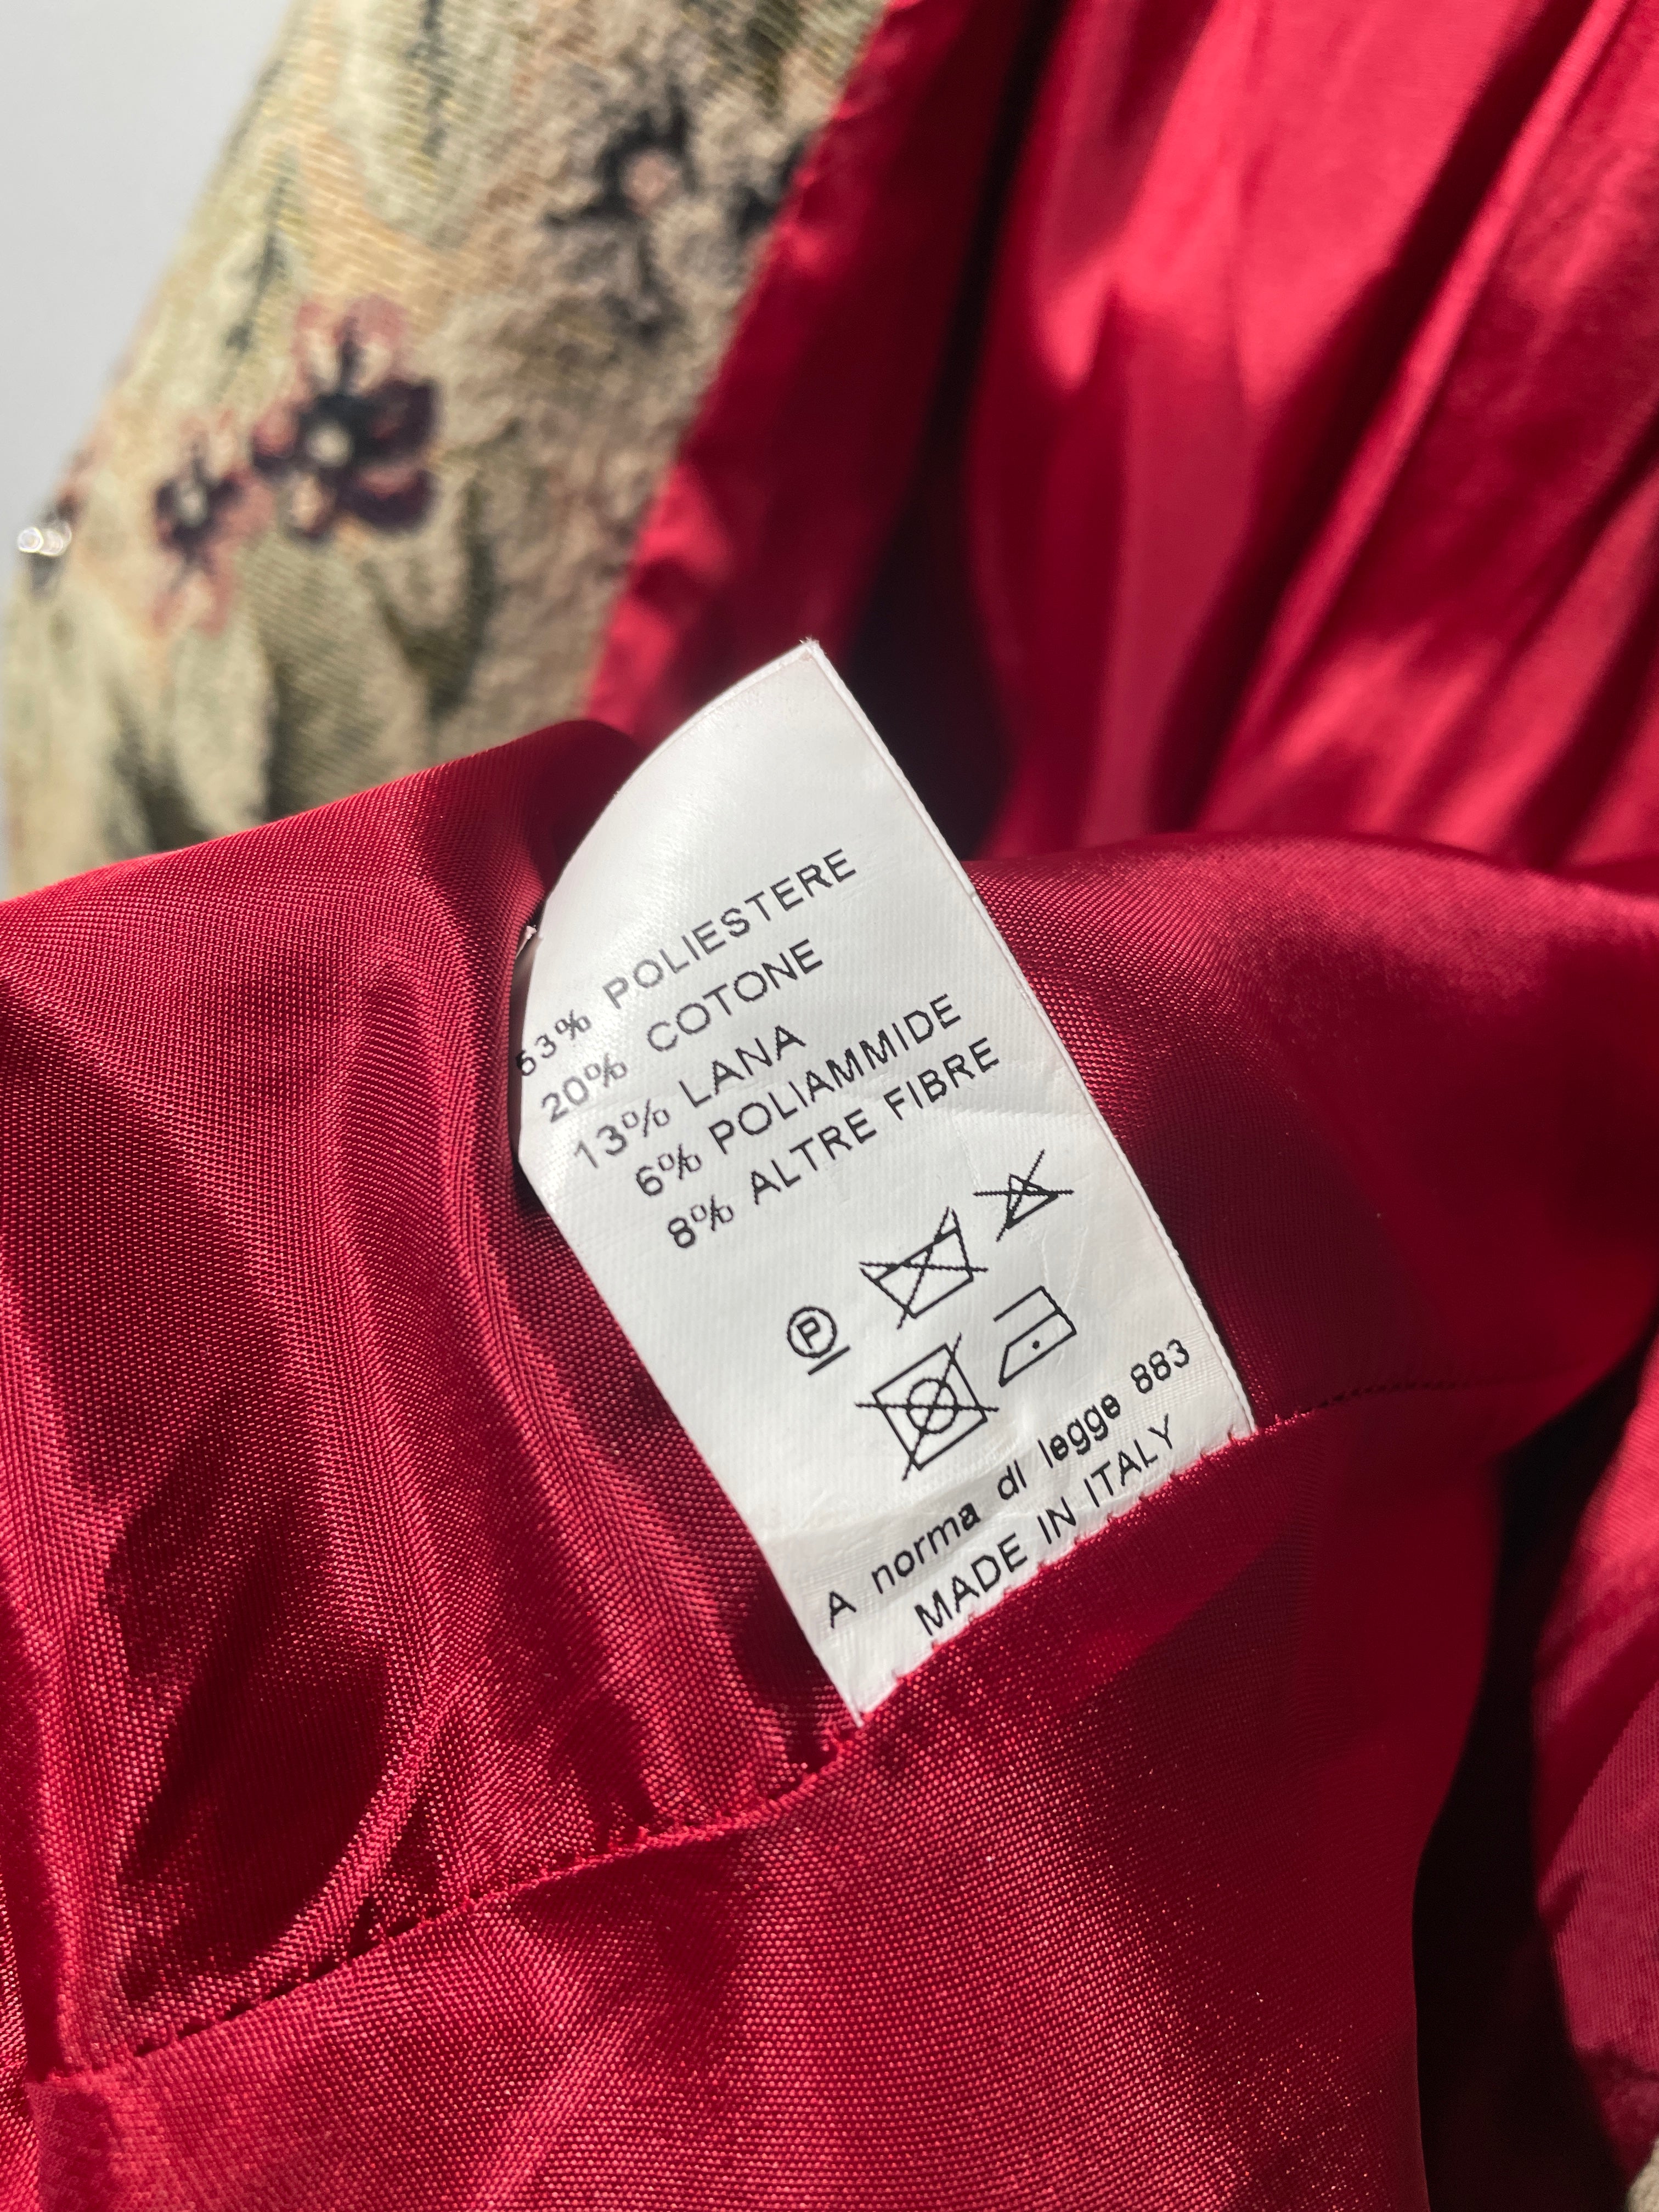 53% POLIESTERE
20% COTONE
13% LANA
6% POLIAMMIDE
8% ALTRE FIBRE
P
A norma di legge 883
MADE IN ITALY